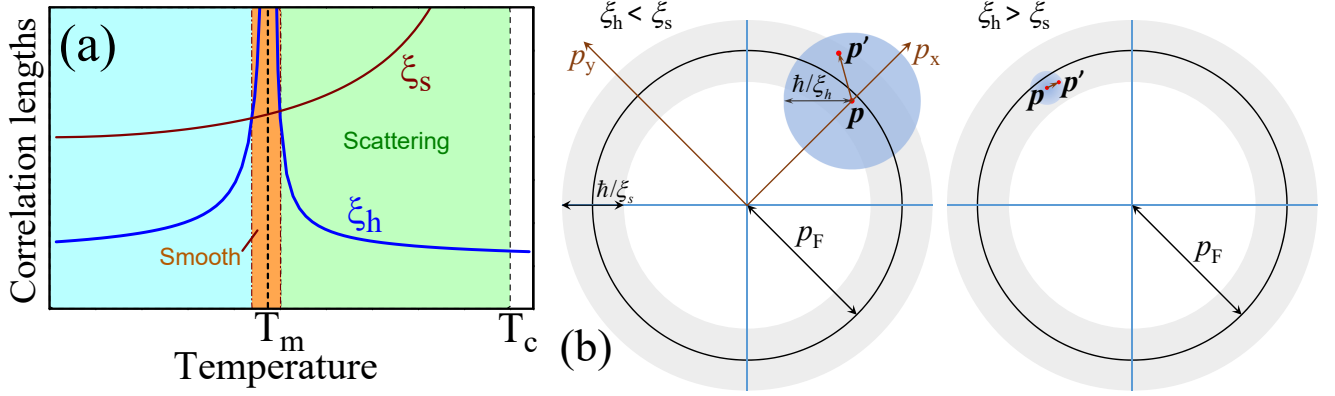 (a)
Correlation lengths
ξs
Scattering
ξh
Smooth
Tm
Tc
Temperature
(b)
ξh < ξs
py
px
p′
p
ħ/ξh
ħ/ξs
pF
ξh > ξs
p
p′
pF